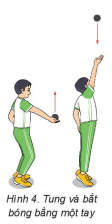 Hình 4. Tung và bắt
bóng bằng một tay